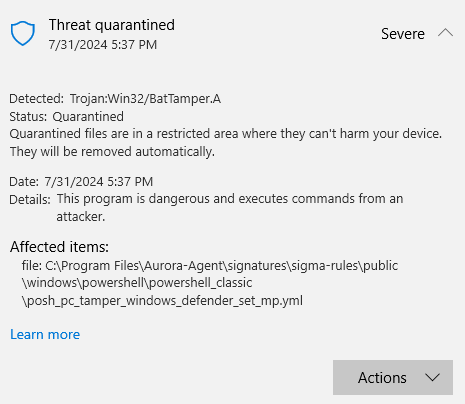 Threat quarantined
7/31/2024 5:37 PM
Severe
Detected: Trojan:Win32/BatTamper.A
Status: Quarantined
Quarantined files are in a restricted area where they can't harm your device.
They will be removed automatically.
Date: 7/31/2024 5:37 PM
Details: This program is dangerous and executes commands from an
attacker.
Affected items:
file: C:\Program Files\Aurora-Agent\signatures\sigma-rules\public
\windows\powershell\powershell_classic
\posh_pc_tamper_windows_defender_set_mp.yml
Learn more
Actions